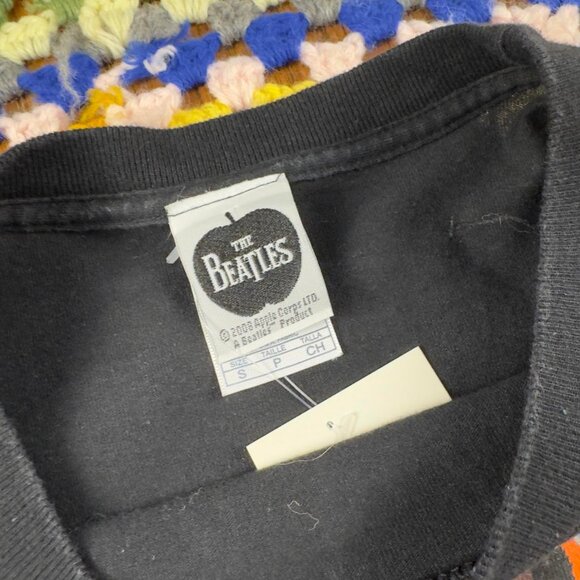 THE
BEATLES
© 2008 Apple Corps LTD.
A Beatles™ Product
SIZE TAILLE TALLA
S P CH